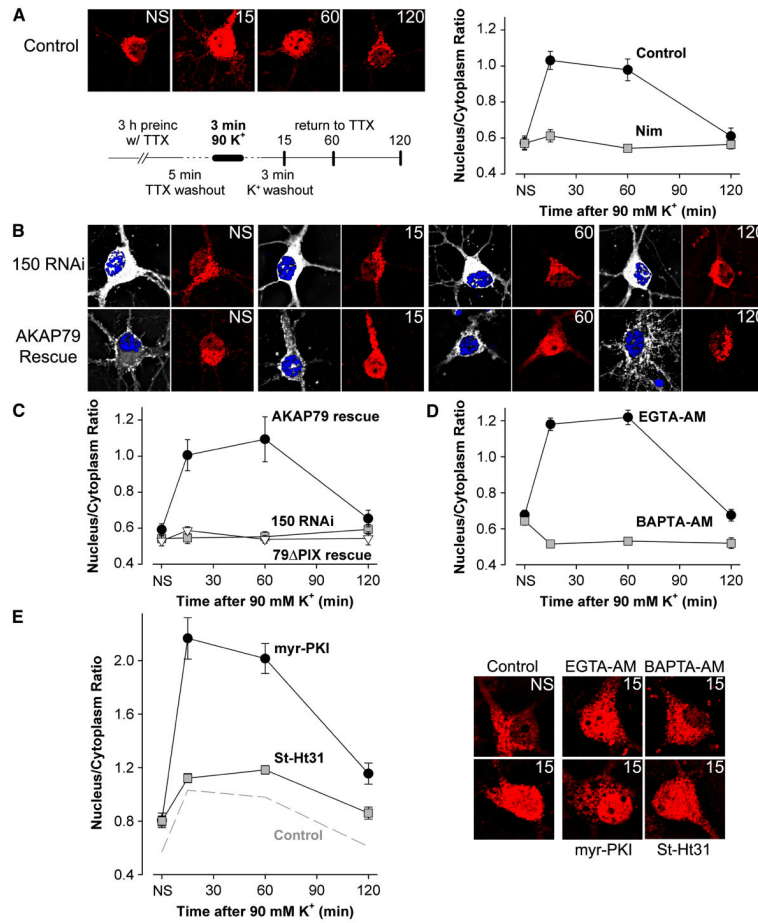 A
Control
NS
15
60
120
3 h preinc
w/ TTX
3 min
90 K⁺
return to TTX
15
60
120
5 min
TTX washout
3 min
K⁺washout
Nucleus/Cytoplasm Ratio
1.2
1.0
0.8
0.6
0.4
Control
Nim
NS
30
60
90
120
Time after 90 mM K⁺ (min)
B
150 RNAi
NS
15
60
120
AKAP79
Rescue
NS
15
60
120
C
Nucleus/Cytoplasm Ratio
1.2
1.0
0.8
0.6
0.4
AKAP79 rescue
150 RNAi
79ΔPIX rescue
NS
30
60
90
120
Time after 90 mM K⁺ (min)
D
Nucleus/Cytoplasm Ratio
1.2
1.0
0.8
0.6
0.4
EGTA-AM
BAPTA-AM
NS
30
60
90
120
Time after 90 mM K⁺ (min)
E
Nucleus/Cytoplasm Ratio
2.0
1.6
1.2
0.8
0.4
myr-PKI
St-Ht31
Control
NS
30
60
90
120
Time after 90 mM K⁺ (min)
Control
EGTA-AM
BAPTA-AM
NS
15
15
15
15
15
myr-PKI
St-Ht31